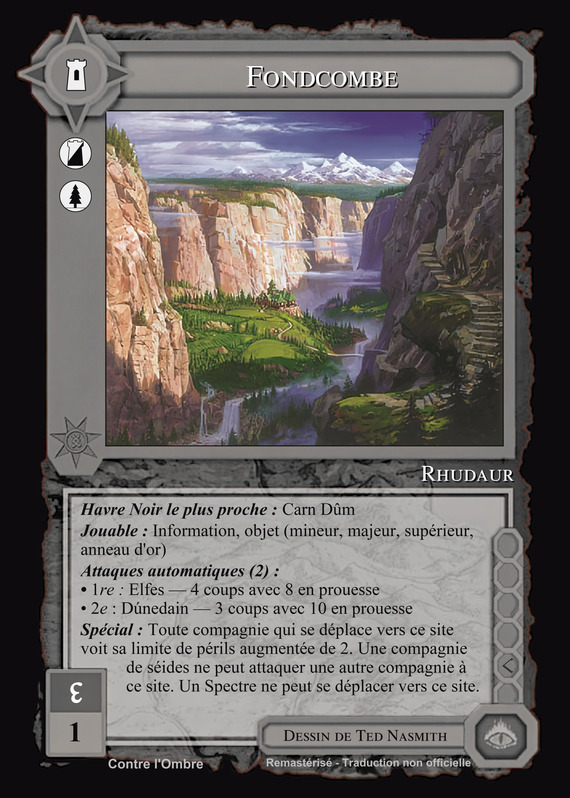 FONDCOMBE
RHUDAUR
Havre Noir le plus proche : Carn Dûm
Jouable : Information, objet (mineur, majeur, supérieur,
anneau d'or)
Attaques automatiques (2) :
• 1re : Elfes — 4 coups avec 8 en prouesse
• 2e : Dúnedain — 3 coups avec 10 en prouesse
Spécial : Toute compagnie qui se déplace vers ce site
voit sa limite de périls augmentée de 2. Une compagnie
de séides ne peut attaquer une autre compagnie à
ce site. Un Spectre ne peut se déplacer vers ce site.
1
DESSIN DE TED NASMITH
Contre l'Ombre
Remastérisé - Traduction non officielle